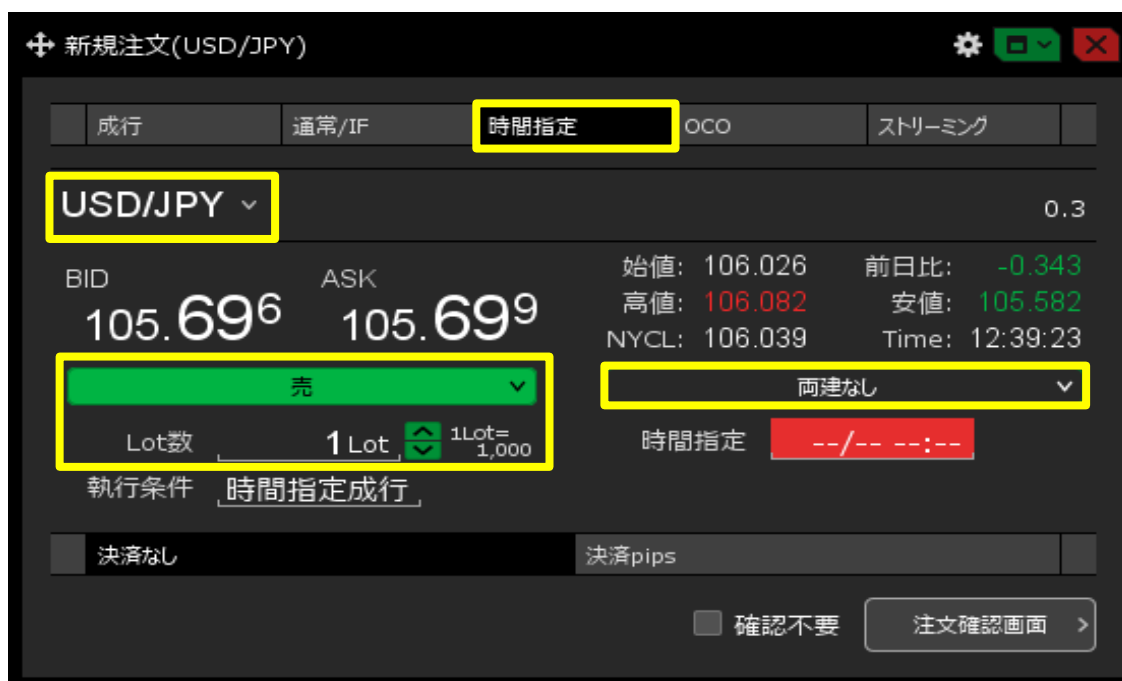 新規注文(USD/JPY)
成行 通常/IF 時間指定 OCO ストリーミング
USD/JPY 0.3
BID ASK 始値: 106.026 前日比: -0.343
105.696 105.699 高値: 106.082 安値: 105.582
NYCL: 106.039 Time: 12:39:23
売 両建なし
Lot数 1 Lot 1Lot= 1,000 時間指定 --/-- --:--
執行条件 時間指定成行
決済なし 決済pips
確認不要 注文確認画面 >